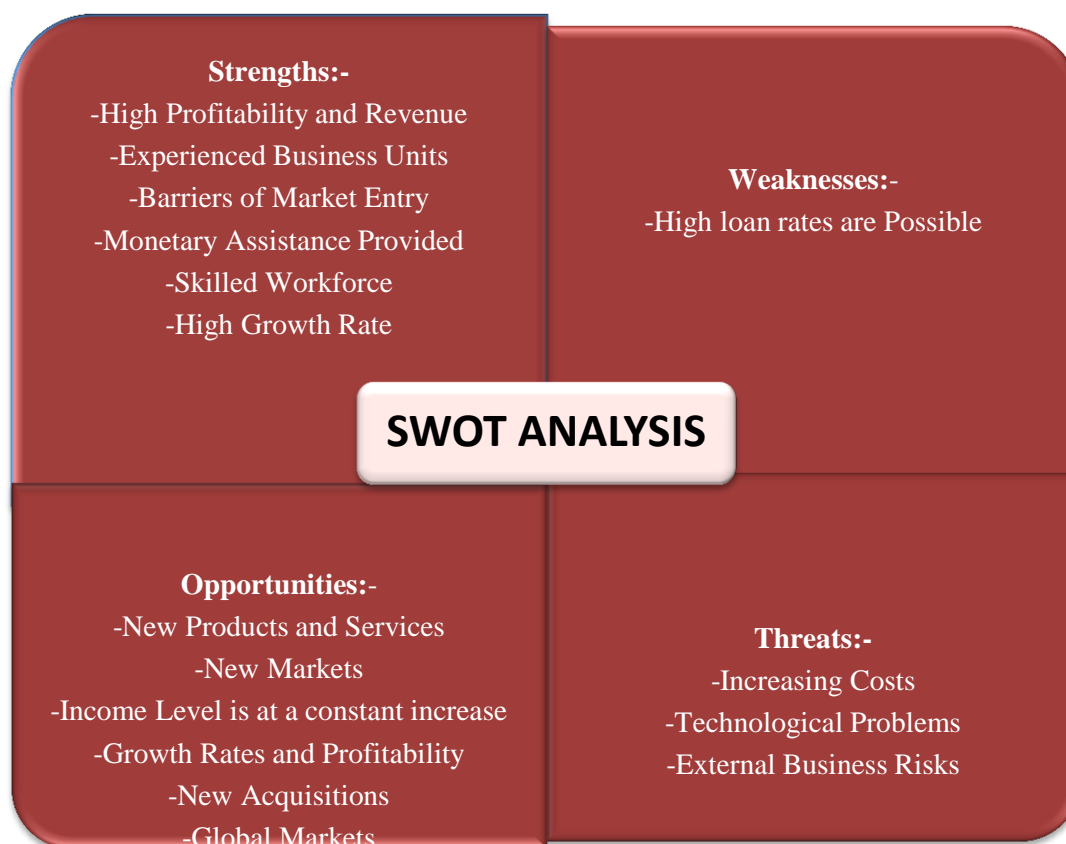 Strengths:-
-High Profitability and Revenue
-Experienced Business Units
-Barriers of Market Entry
-Monetary Assistance Provided
-Skilled Workforce
-High Growth Rate
Weaknesses:-
-High loan rates are Possible
SWOT ANALYSIS
Opportunities:-
-New Products and Services
-New Markets
-Income Level is at a constant increase
-Growth Rates and Profitability
-New Acquisitions
-Global Markets
Threats:-
-Increasing Costs
-Technological Problems
-External Business Risks